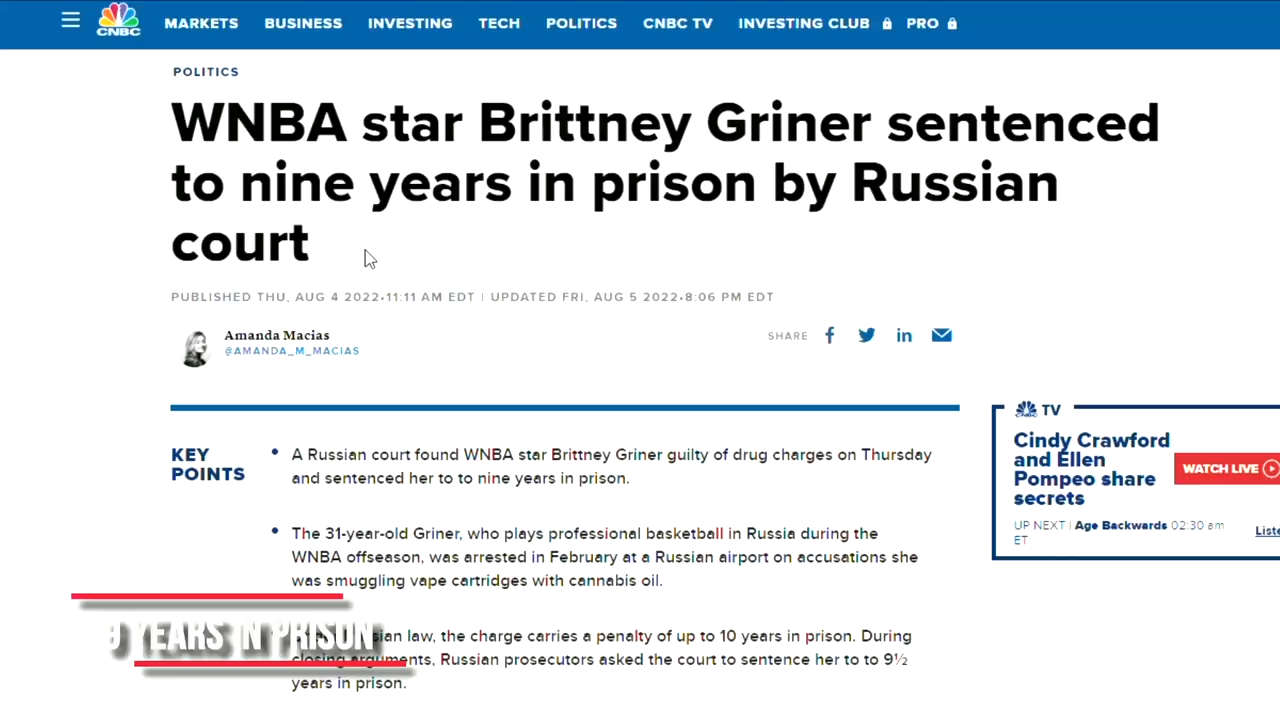 CNBC
MARKETS BUSINESS INVESTING TECH POLITICS CNBC TV INVESTING CLUB PRO
POLITICS
WNBA star Brittney Griner sentenced
to nine years in prison by Russian
court
PUBLISHED THU, AUG 4 2022•11:11 AM EDT | UPDATED FRI, AUG 5 2022•8:06 PM EDT
Amanda Macias
@AMANDA_M_MACIAS
SHARE
KEY
POINTS
• A Russian court found WNBA star Brittney Griner guilty of drug charges on Thursday
and sentenced her to to nine years in prison.
• The 31-year-old Griner, who plays professional basketball in Russia during the
WNBA offseason, was arrested in February at a Russian airport on accusations she
was smuggling vape cartridges with cannabis oil.
law, the charge carries a penalty of up to 10 years in prison. During
closing arguments, Russian prosecutors asked the court to sentence her to to 9½
years in prison.
CNBC TV
Cindy Crawford
and Ellen
Pompeo share
secrets
WATCH LIVE
UP NEXT | Age Backwards 02:30 am
ET
Liste
9 YEARS IN PRISON